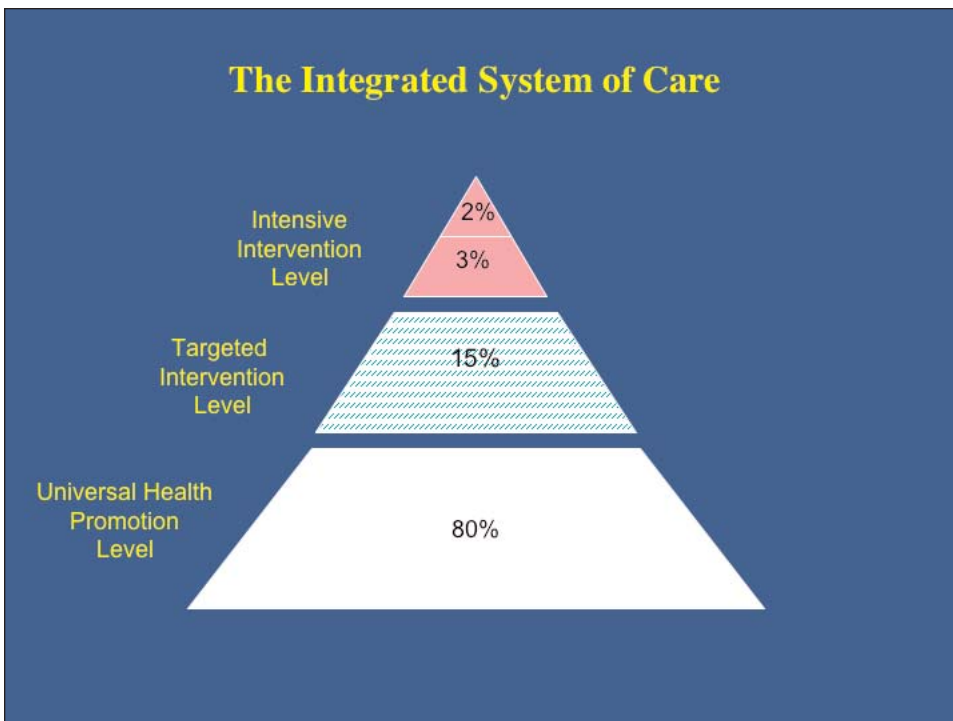 The Integrated System of Care
Intensive
Intervention
Level
2%
3%
Targeted
Intervention
Level
15%
Universal Health
Promotion
Level
80%